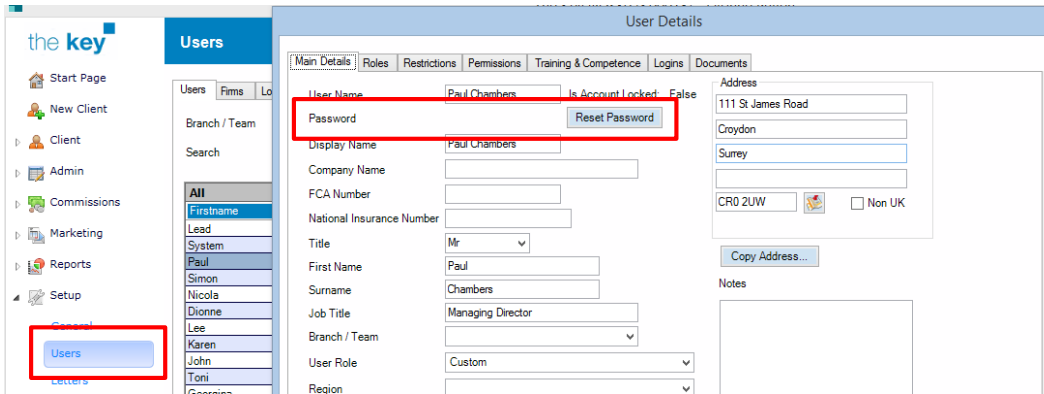 the key
Start Page
New Client
Client
Admin
Commissions
Marketing
Reports
Setup
General
Users
Letters
Users
Users Firms Lo
Branch / Team
Search
All
Firstname
Lead
System
Paul
Simon
Nicola
Dionne
Lee
Karen
John
Toni
Georgina
User Details
Main Details Roles Restrictions Permissions Training & Competence Logins Documents
User Name Paul Chambers Is Account Locked: False
Password Reset Password
Display Name Paul Chambers
Company Name
FCA Number
National Insurance Number
Title Mr
First Name Paul
Surname Chambers
Job Title Managing Director
Branch / Team
User Role Custom
Region
Address
111 St James Road
Croydon
Surrey
CR0 2UW Non UK
Copy Address...
Notes